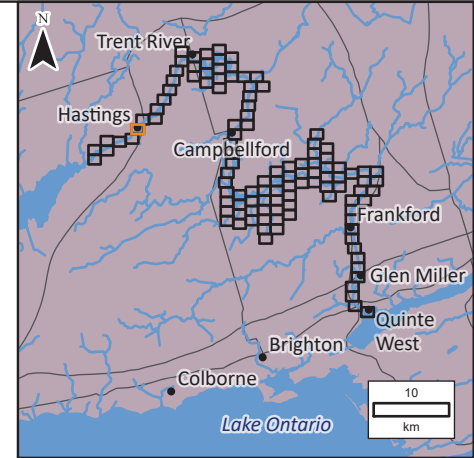 N
Trent River
Hastings
Campbellford
Frankford
Glen Miller
Quinte
West
Brighton
Colborne
10
km
Lake Ontario